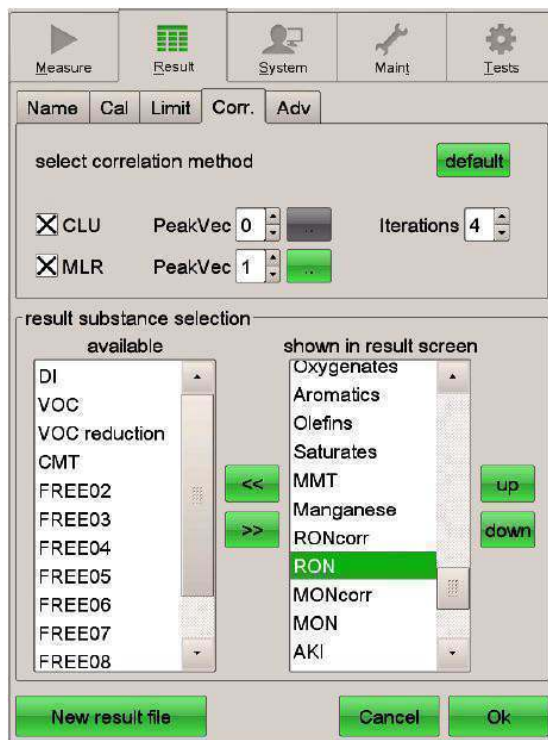 Measure Result System Maint Tests
Name Cal Limit Corr. Adv
select correlation method default
CLU PeakVec 0 .. Iterations 4
MLR PeakVec 1 ..
result substance selection
available
DI
VOC
VOC reduction
CMT
FREE02
FREE03
FREE04
FREE05
FREE06
FREE07
FREE08
<<
>>
shown in result screen
Oxygenates
Aromatics
Olefins
Saturates
MMT
Manganese
RONcorr
RON
MONcorr
MON
AKI
up
down
New result file Cancel Ok